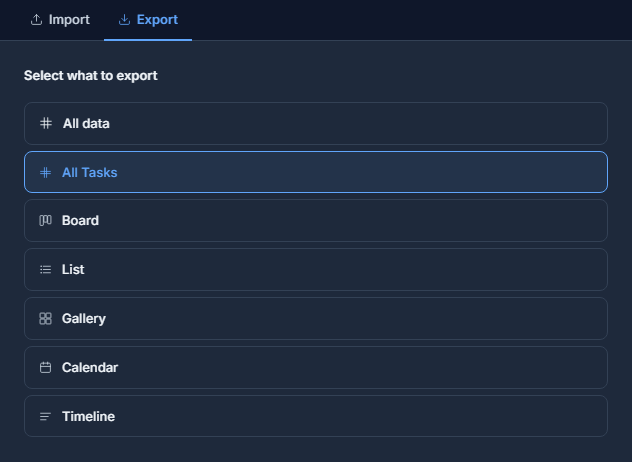 Import
Export
Select what to export
All data
All Tasks
Board
List
Gallery
Calendar
Timeline